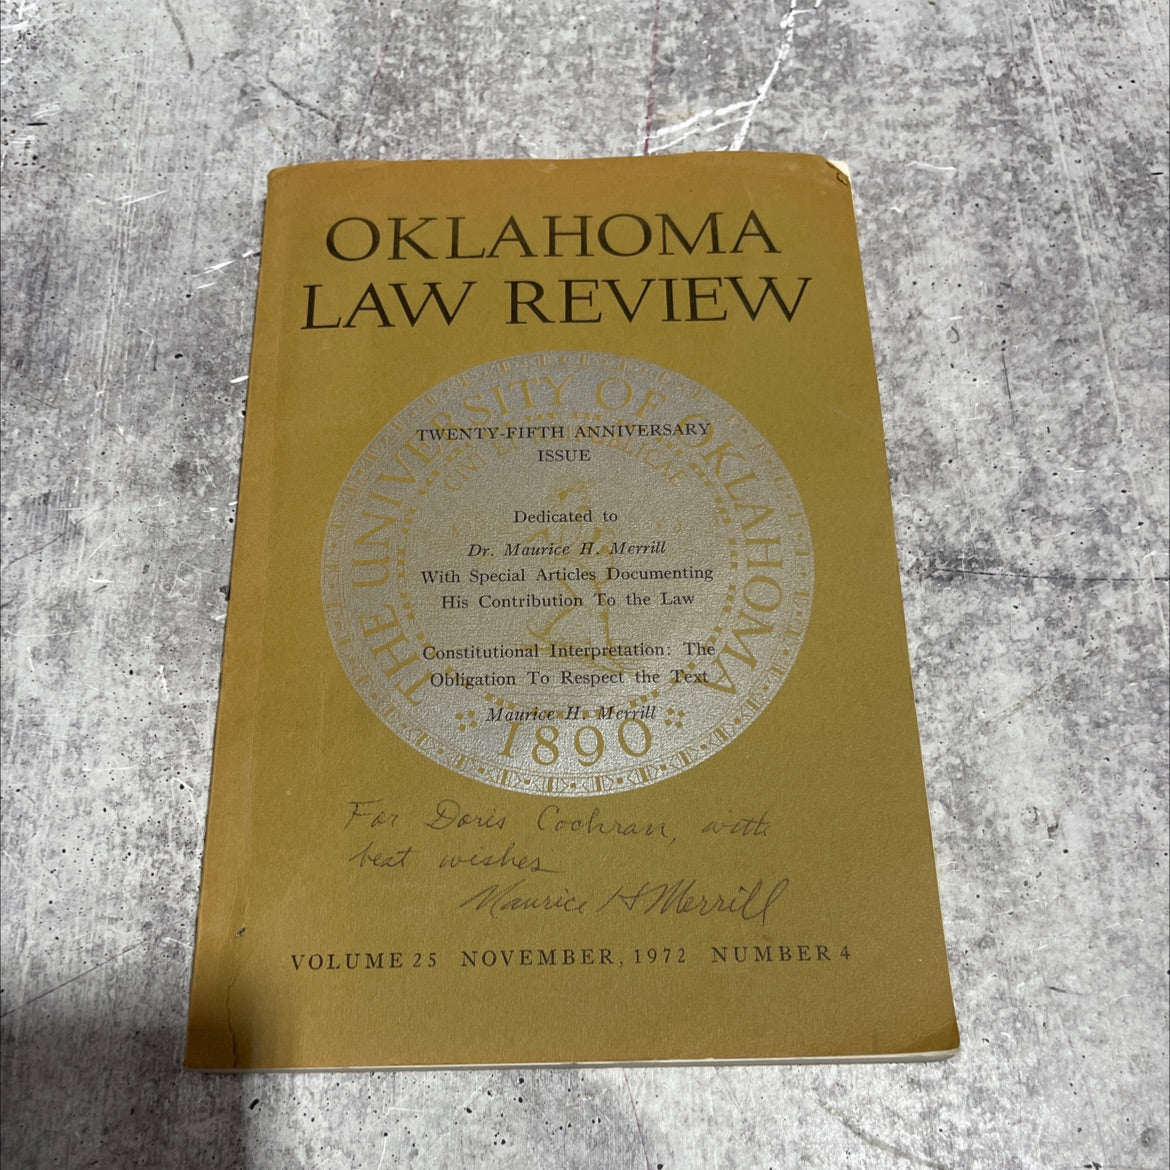 OKLAHOMA
LAW REVIEW
THE UNIVERSITY OF OKLAHOMA
TWENTY-FIFTH ANNIVERSARY
ISSUE
Dedicated to
Dr. Maurice H. Merrill
With Special Articles Documenting
His Contribution To the Law
Constitutional Interpretation: The
Obligation To Respect the Text
Maurice H. Merrill
1890
For Doris Cochran, with
best wishes
Maurice H Merrill
VOLUME 25 NOVEMBER, 1972 NUMBER 4